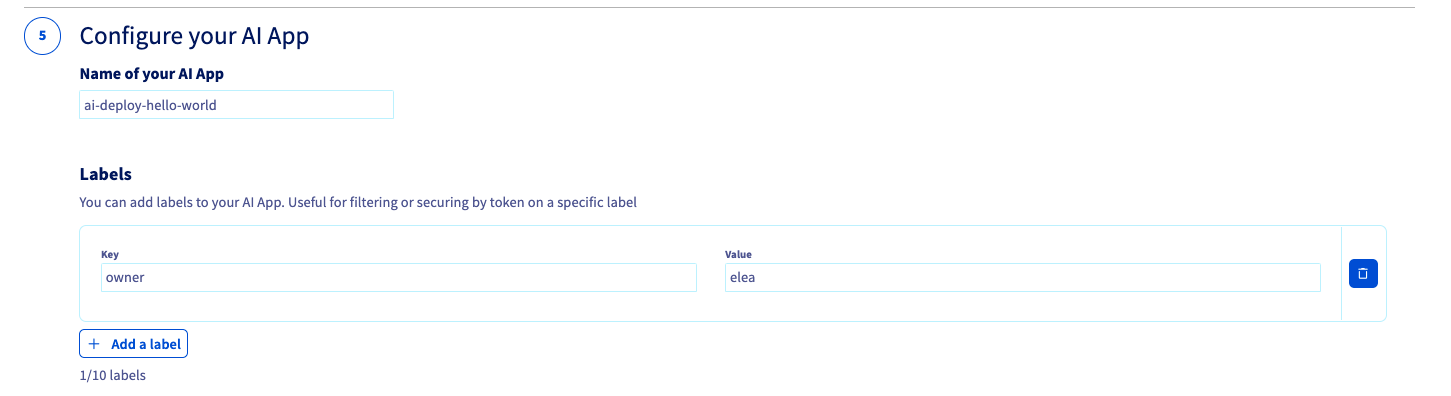 5
Configure your AI App
Name of your AI App
ai-deploy-hello-world
Labels
You can add labels to your AI App. Useful for filtering or securing by token on a specific label
Key
Value
owner
elea
+ Add a label
1/10 labels